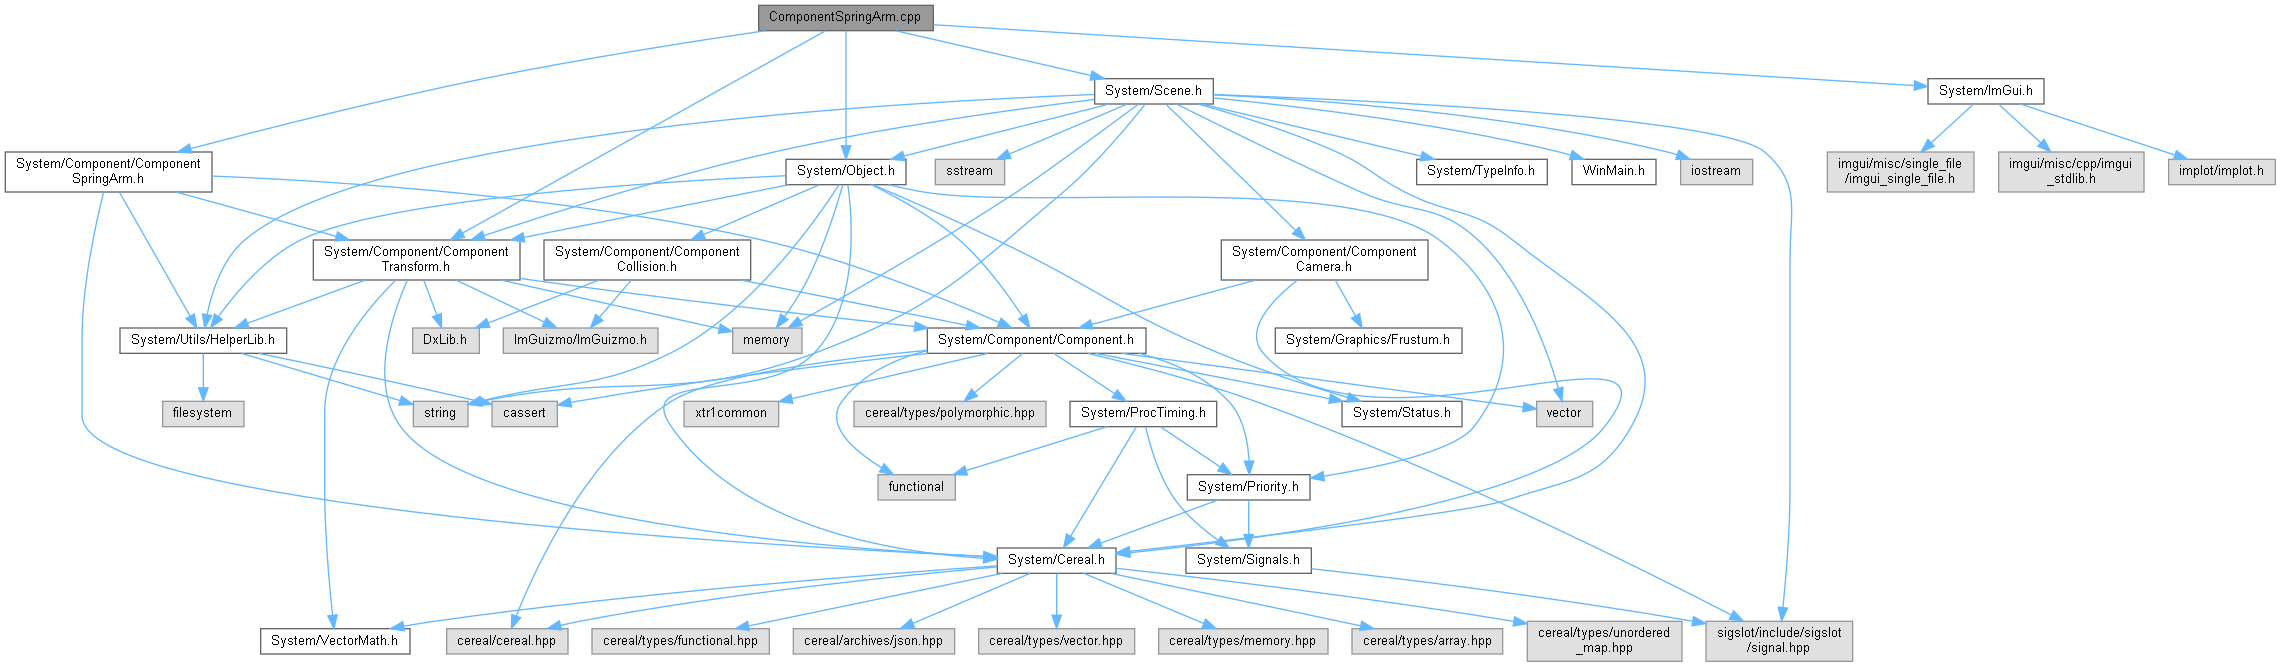 ComponentSpringArm.cpp
System/Scene.h
System/ImGui.h
System/Component/Component
SpringArm.h
System/Object.h
sstream
System/TypeInfo.h
WinMain.h
iostream
imgui/misc/single_file
/imgui_single_file.h
imgui/misc/cpp/imgui
_stdlib.h
implot/implot.h
System/Component/Component
Transform.h
System/Component/Component
Collision.h
System/Component/Component
Camera.h
System/Utils/HelperLib.h
DxLib.h
ImGuizmo/ImGuizmo.h
memory
System/Component/Component.h
System/Graphics/Frustum.h
filesystem
string
cassert
xtr1common
cereal/types/polymorphic.hpp
System/ProcTiming.h
System/Status.h
vector
functional
System/Priority.h
System/Cereal.h
System/Signals.h
System/VectorMath.h
cereal/cereal.hpp
cereal/types/functional.hpp
cereal/archives/json.hpp
cereal/types/vector.hpp
cereal/types/memory.hpp
cereal/types/array.hpp
cereal/types/unordered
_map.hpp
sigslot/include/sigslot
/signal.hpp